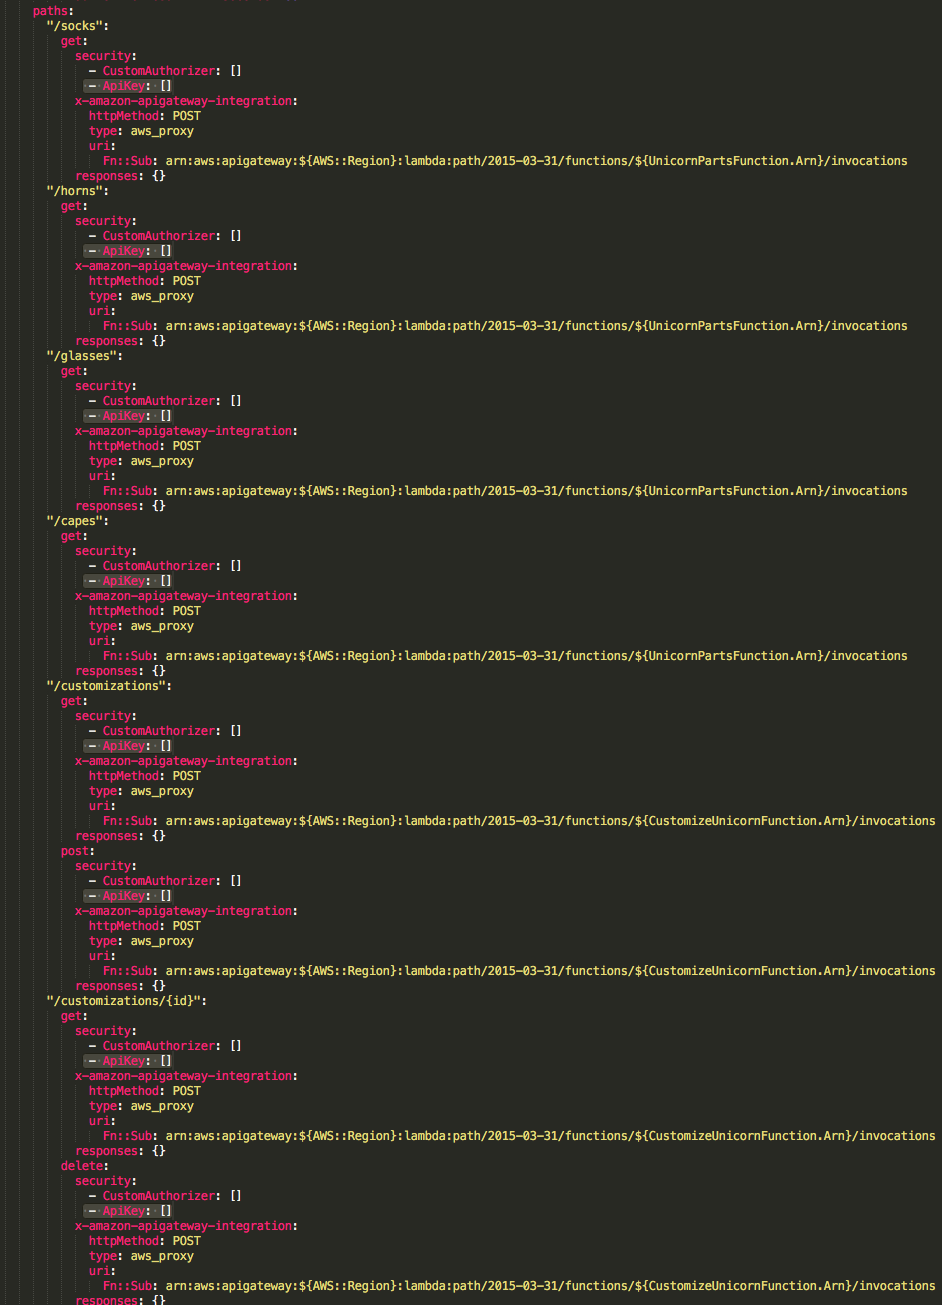 paths:
"/socks":
get:
security:
- CustomAuthorizer: []
- ApiKey: []
x-amazon-apigateway-integration:
httpMethod: POST
type: aws_proxy
uri:
Fn::Sub: arn:aws:apigateway:${AWS::Region}:lambda:path/2015-03-31/functions/${UnicornPartsFunction.Arn}/invocations
responses: {}
"/horns":
get:
security:
- CustomAuthorizer: []
- ApiKey: []
x-amazon-apigateway-integration:
httpMethod: POST
type: aws_proxy
uri:
Fn::Sub: arn:aws:apigateway:${AWS::Region}:lambda:path/2015-03-31/functions/${UnicornPartsFunction.Arn}/invocations
responses: {}
"/glasses":
get:
security:
- CustomAuthorizer: []
- ApiKey: []
x-amazon-apigateway-integration:
httpMethod: POST
type: aws_proxy
uri:
Fn::Sub: arn:aws:apigateway:${AWS::Region}:lambda:path/2015-03-31/functions/${UnicornPartsFunction.Arn}/invocations
responses: {}
"/capes":
get:
security:
- CustomAuthorizer: []
- ApiKey: []
x-amazon-apigateway-integration:
httpMethod: POST
type: aws_proxy
uri:
Fn::Sub: arn:aws:apigateway:${AWS::Region}:lambda:path/2015-03-31/functions/${UnicornPartsFunction.Arn}/invocations
responses: {}
"/customizations":
get:
security:
- CustomAuthorizer: []
- ApiKey: []
x-amazon-apigateway-integration:
httpMethod: POST
type: aws_proxy
uri:
Fn::Sub: arn:aws:apigateway:${AWS::Region}:lambda:path/2015-03-31/functions/${CustomizeUnicornFunction.Arn}/invocations
responses: {}
post:
security:
- CustomAuthorizer: []
- ApiKey: []
x-amazon-apigateway-integration:
httpMethod: POST
type: aws_proxy
uri:
Fn::Sub: arn:aws:apigateway:${AWS::Region}:lambda:path/2015-03-31/functions/${CustomizeUnicornFunction.Arn}/invocations
responses: {}
"/customizations/{id}":
get:
security:
- CustomAuthorizer: []
- ApiKey: []
x-amazon-apigateway-integration:
httpMethod: POST
type: aws_proxy
uri:
Fn::Sub: arn:aws:apigateway:${AWS::Region}:lambda:path/2015-03-31/functions/${CustomizeUnicornFunction.Arn}/invocations
responses: {}
delete:
security:
- CustomAuthorizer: []
- ApiKey: []
x-amazon-apigateway-integration:
httpMethod: POST
type: aws_proxy
uri:
Fn::Sub: arn:aws:apigateway:${AWS::Region}:lambda:path/2015-03-31/functions/${CustomizeUnicornFunction.Arn}/invocations
responses: {}